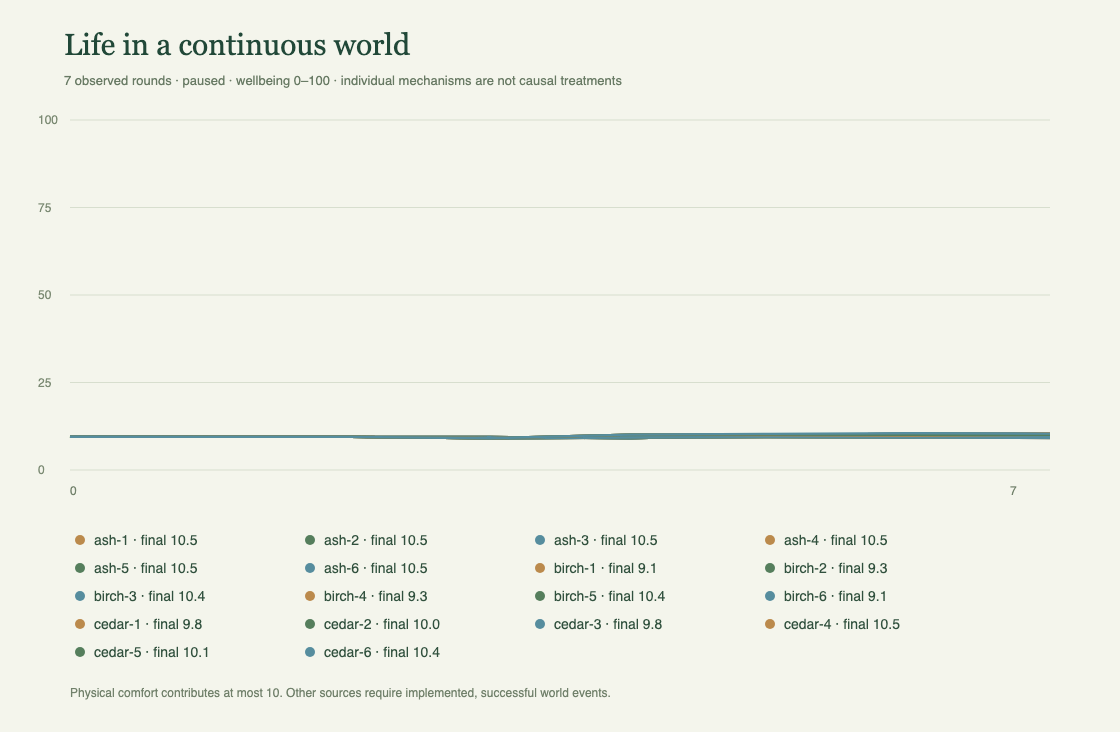 Life in a continuous world
7 observed rounds · paused · wellbeing 0–100 · individual mechanisms are not causal treatments
100
75
50
25
0
0 7
ash-1 · final 10.5 ash-2 · final 10.5 ash-3 · final 10.5 ash-4 · final 10.5
ash-5 · final 10.5 ash-6 · final 10.5 birch-1 · final 9.1 birch-2 · final 9.3
birch-3 · final 10.4 birch-4 · final 9.3 birch-5 · final 10.4 birch-6 · final 9.1
cedar-1 · final 9.8 cedar-2 · final 10.0 cedar-3 · final 9.8 cedar-4 · final 10.5
cedar-5 · final 10.1 cedar-6 · final 10.4
Physical comfort contributes at most 10. Other sources require implemented, successful world events.